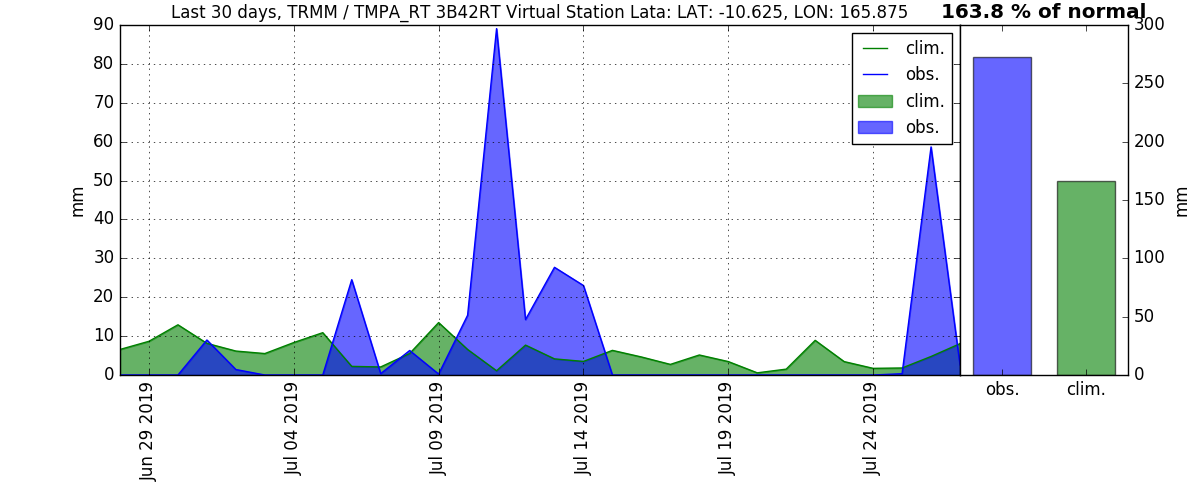 Last 30 days, TRMM / TMPA_RT 3B42RT Virtual Station Lata: LAT: -10.625, LON: 165.875
163.8 % of normal
90
80
70
60
50
40
30
20
10
0
mm
clim.
obs.
clim.
obs.
300
250
200
150
100
50
0
mm
Jun 29 2019
Jul 04 2019
Jul 09 2019
Jul 14 2019
Jul 19 2019
Jul 24 2019
obs.
clim.